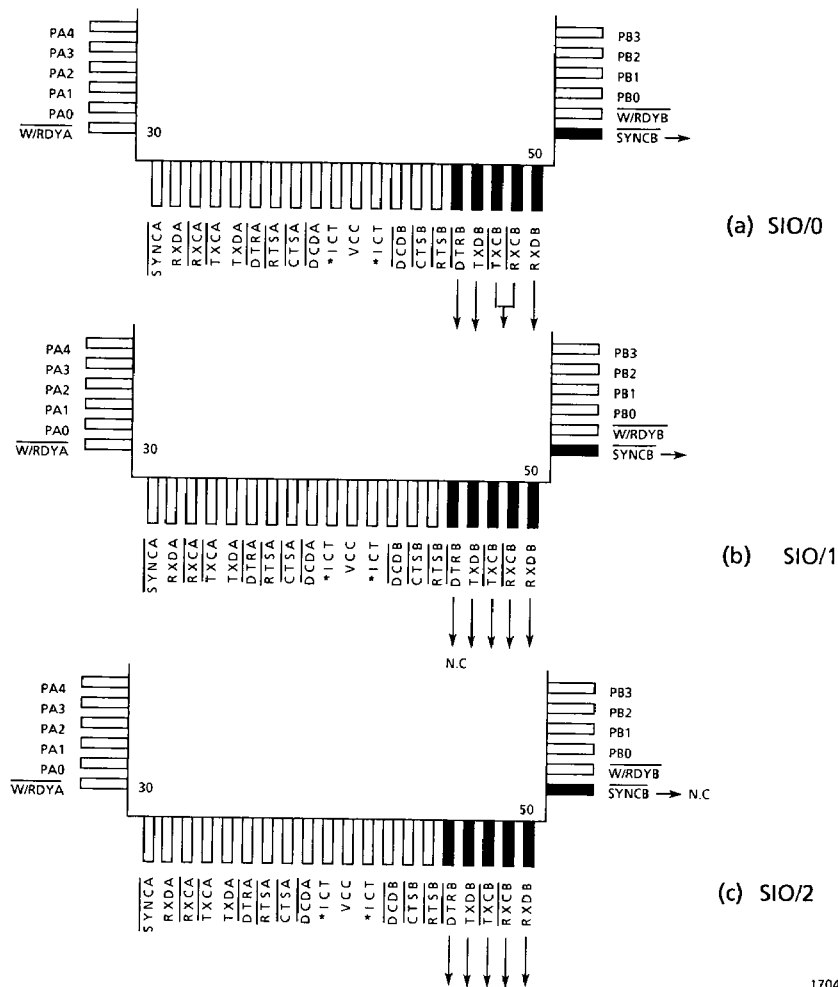 PA4
PA3
PA2
PA1
PA0
W/RDYA
30
50
PB3
PB2
PB1
PB0
W/RDYB
SYNCB
SYNCA
RXDA
RXCA
TXCA
TXDA
DTRA
RTSA
CTSA
DCDA
*ICT
VCC
*ICT
DCDB
CTSB
RTSB
DTRB
TXDB
TXCB
RXCB
RXDB
(a) SIO/0
PA4
PA3
PA2
PA1
PA0
W/RDYA
30
50
PB3
PB2
PB1
PB0
W/RDYB
SYNCB
SYNCA
RXDA
RXCA
TXCA
TXDA
DTRA
RTSA
CTSA
DCDA
*ICT
VCC
*ICT
DCDB
CTSB
RTSB
DTRB
TXDB
TXCB
RXCB
RXDB
N.C
(b) SIO/1
PA4
PA3
PA2
PA1
PA0
W/RDYA
30
50
PB3
PB2
PB1
PB0
W/RDYB
SYNCB N.C
SYNCA
RXDA
RXCA
TXCA
TXDA
DTRA
RTSA
CTSA
DCDA
*ICT
VCC
*ICT
DCDB
CTSB
RTSB
DTRB
TXDB
TXCB
RXCB
RXDB
(c) SIO/2
1704